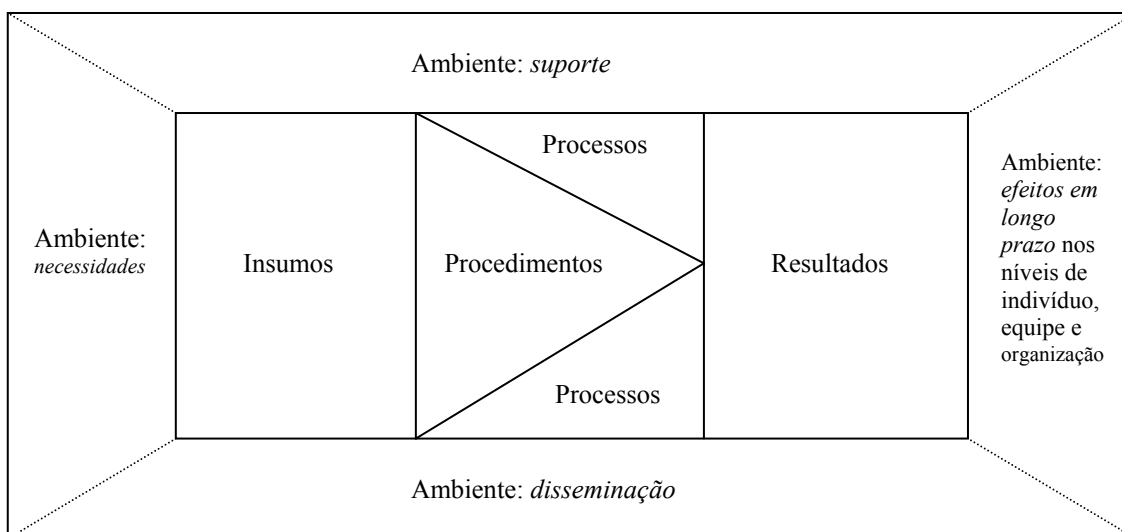 Ambiente: suporte
Processos
Ambiente:
necessidades
Insumos
Procedimentos
Resultados
Ambiente:
efeitos em
longo
prazo nos
níveis de
indivíduo,
equipe e
organização
Processos
Ambiente: disseminação